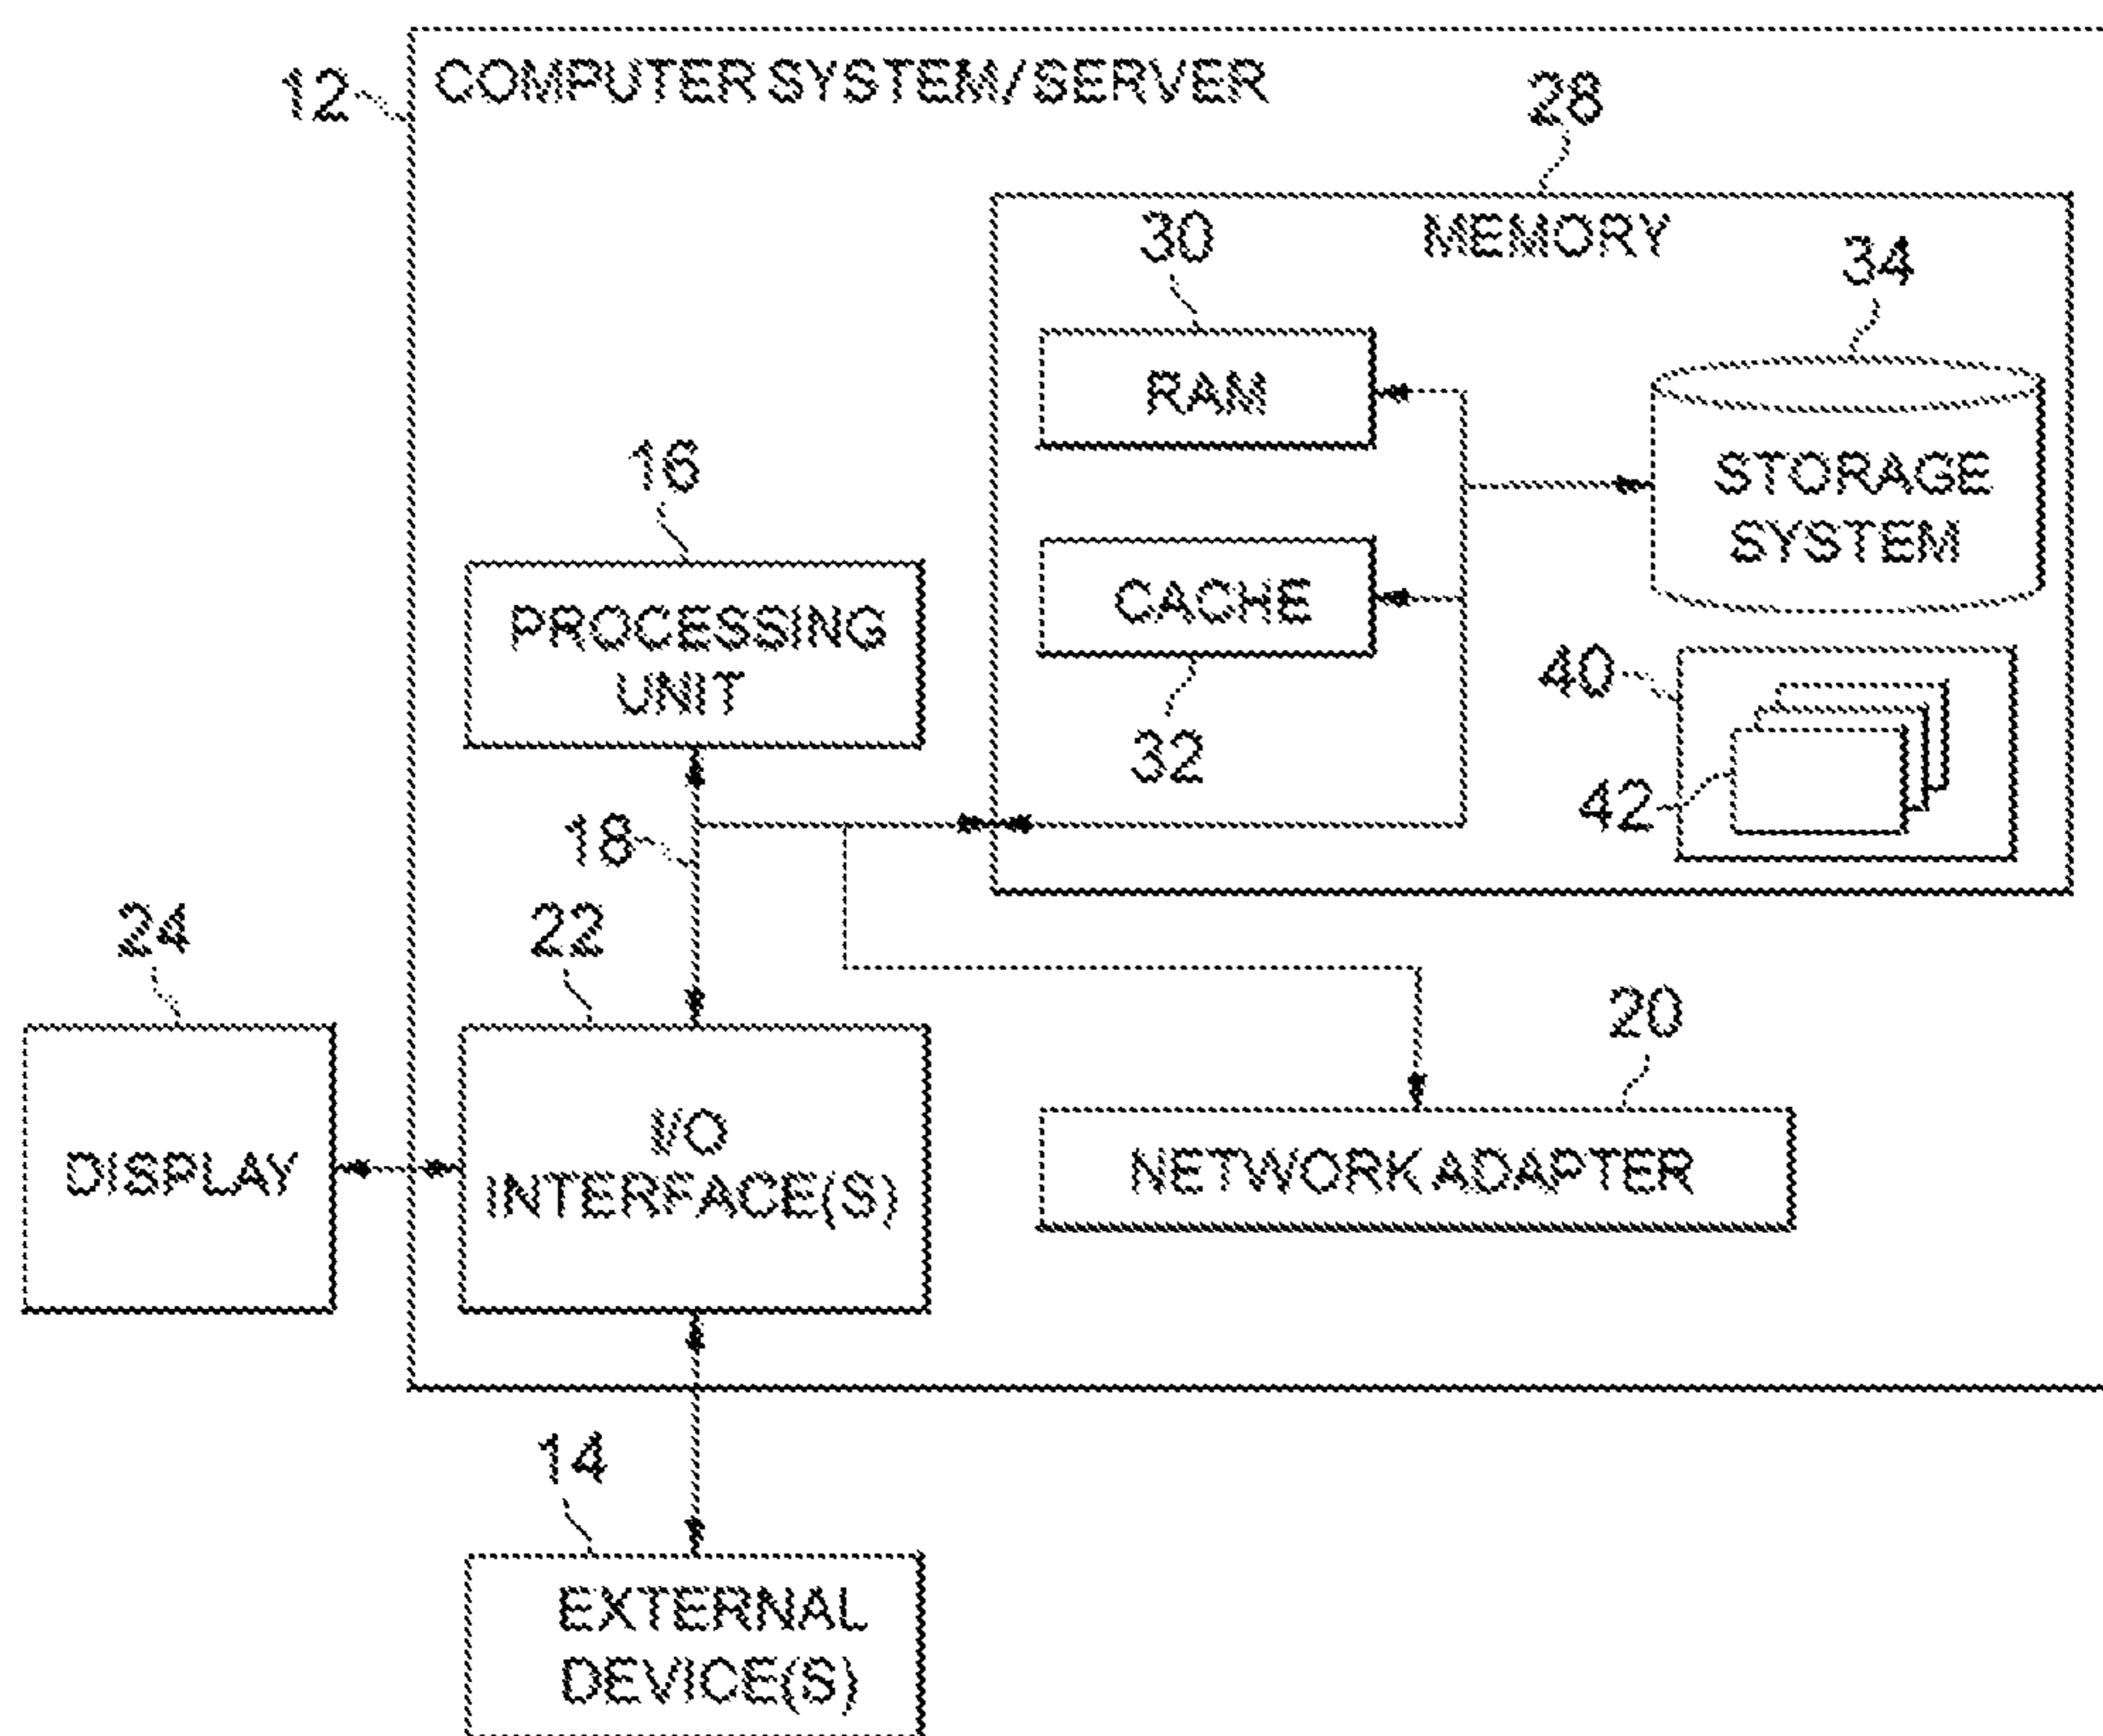 12
COMPUTER SYSTEM/SERVER
28
30
MEMORY
34
RAM
STORAGE
SYSTEM
16
CACHE
PROCESSING
UNIT
40
32
42
18
24
22
20
I/O
INTERFACE(S)
DISPLAY
NETWORK ADAPTER
14
EXTERNAL
DEVICE(S)